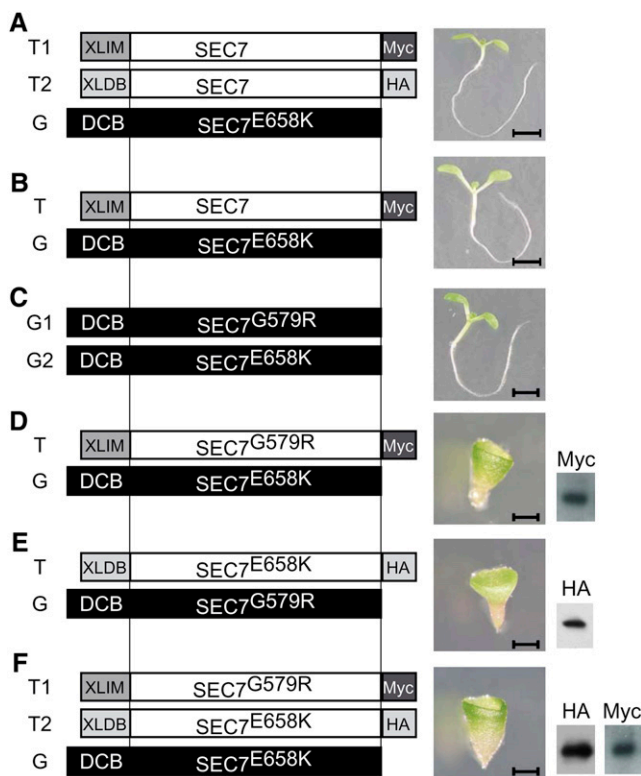 A
T1 XLIM SEC7 Myc
T2 XLDB SEC7 HA
G DCB SEC7E658K
B
T XLIM SEC7 Myc
G DCB SEC7E658K
C
G1 DCB SEC7G579R
G2 DCB SEC7E658K
D
T XLIM SEC7G579R Myc
Myc
G DCB SEC7E658K
E
T XLDB SEC7E658K HA
HA
G DCB SEC7G579R
F
T1 XLIM SEC7G579R Myc
HA Myc
T2 XLDB SEC7E658K HA
G DCB SEC7E658K